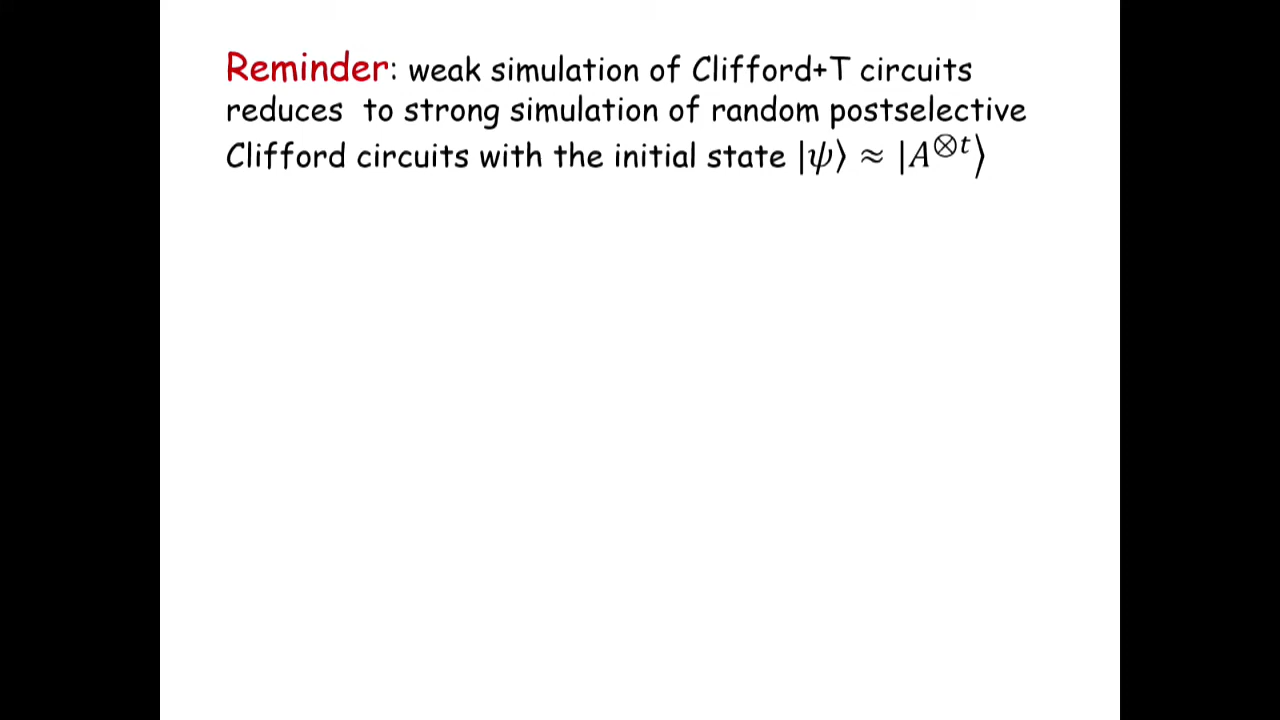 Reminder: weak simulation of Clifford+T circuits
reduces to strong simulation of random postselective
Clifford circuits with the initial state |ψ⟩ ≈ |A^{⊗t}⟩